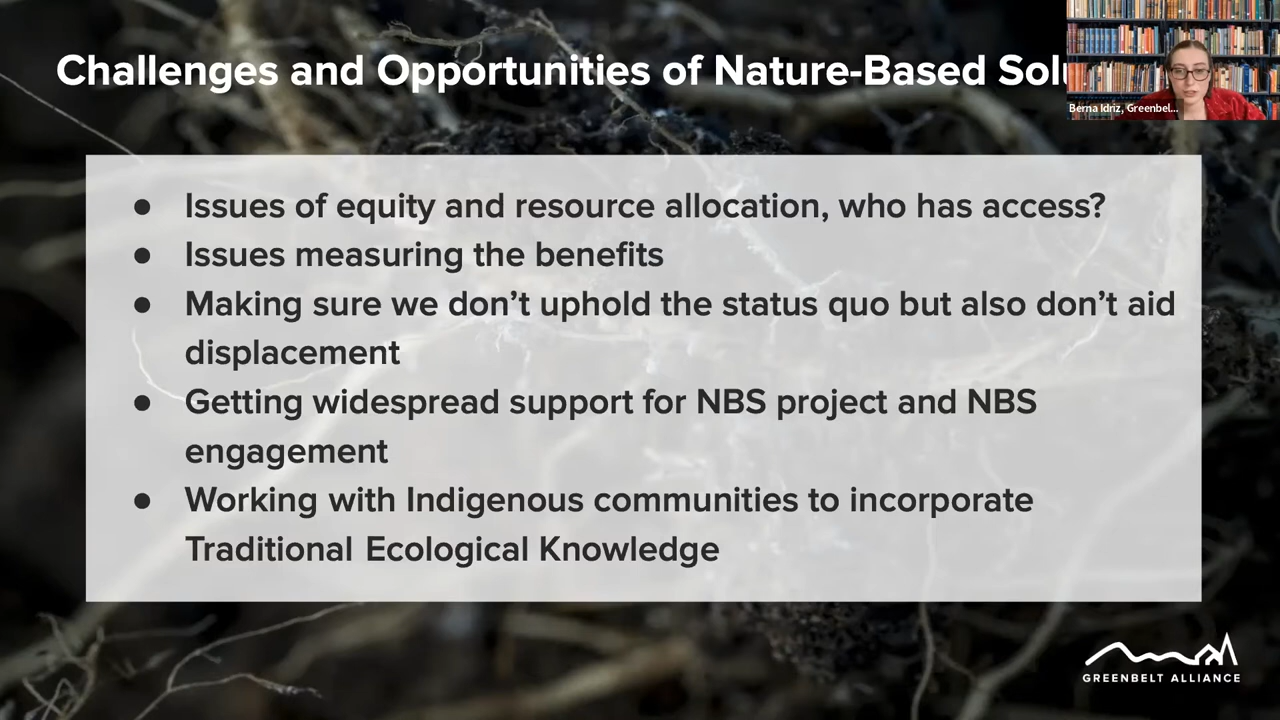 Challenges and Opportunities of Nature-Based
Berna Idriz, Greenbel...
● Issues of equity and resource allocation, who has access?
● Issues measuring the benefits
● Making sure we don’t uphold the status quo but also don’t aid
displacement
● Getting widespread support for NBS project and NBS
engagement
● Working with Indigenous communities to incorporate
Traditional Ecological Knowledge
GREENBELT ALLIANCE